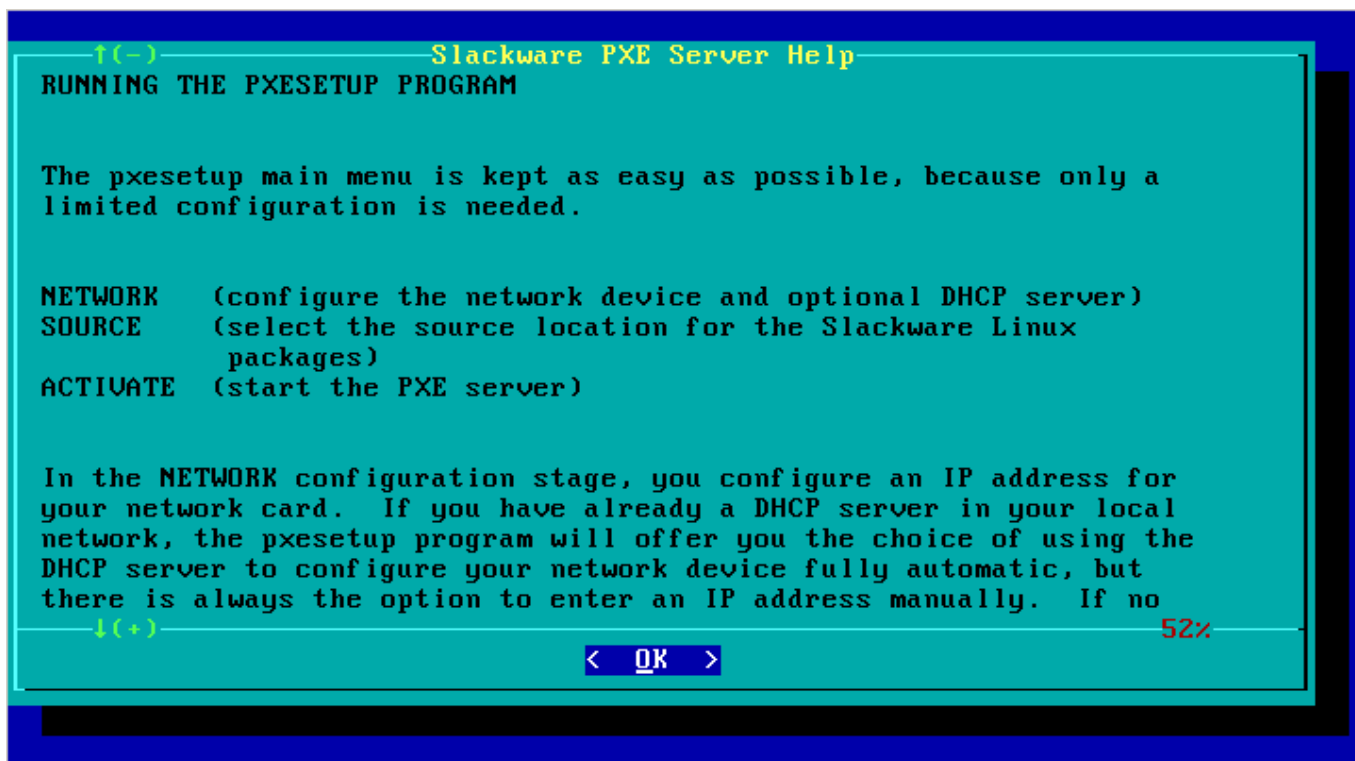 ↑(-) Slackware PXE Server Help
RUNNING THE PXESETUP PROGRAM
The pxesetup main menu is kept as easy as possible, because only a
limited configuration is needed.
NETWORK (configure the network device and optional DHCP server)
SOURCE (select the source location for the Slackware Linux
packages)
ACTIVATE (start the PXE server)
In the NETWORK configuration stage, you configure an IP address for
your network card. If you have already a DHCP server in your local
network, the pxesetup program will offer you the choice of using the
DHCP server to configure your network device fully automatic, but
there is always the option to enter an IP address manually. If no
↓(+) 52%
< OK >